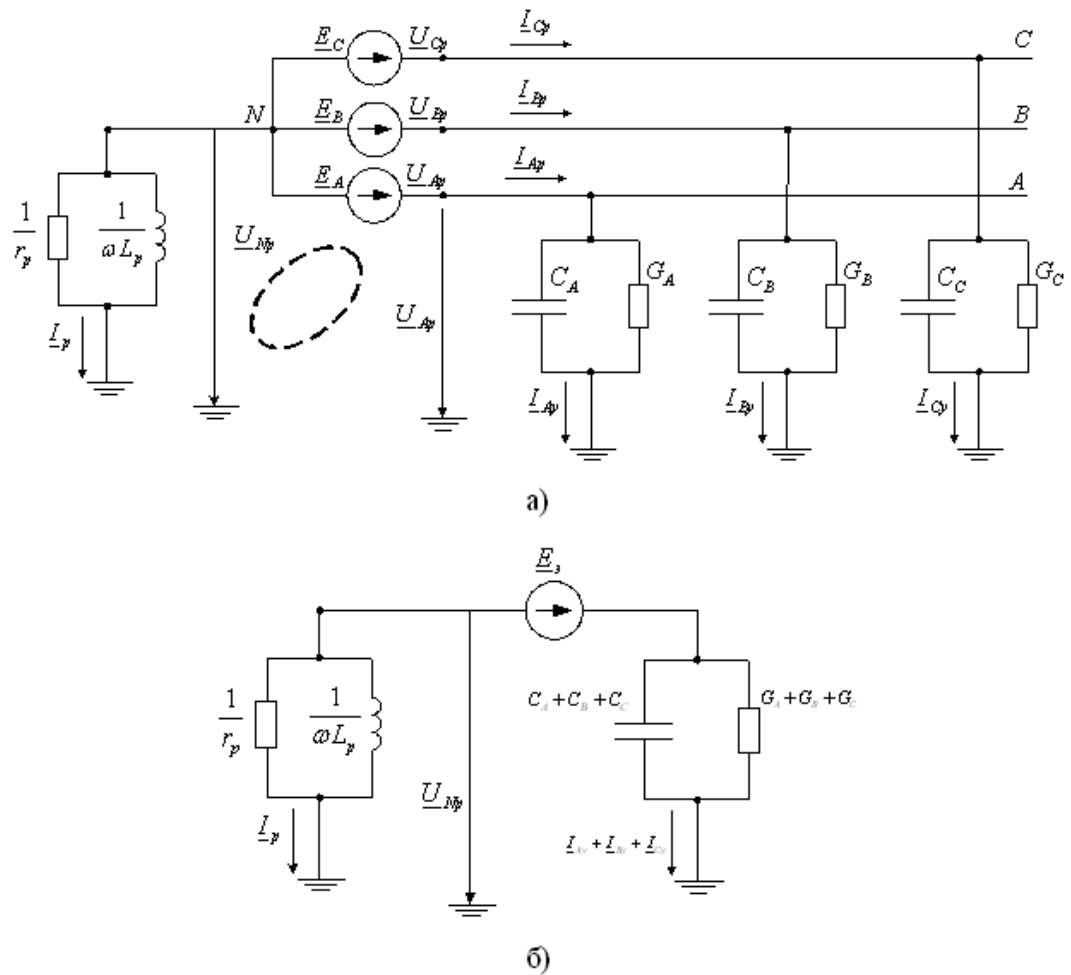 E_C U_Cp I_Cp C
N E_B U_Bp I_Bp B
E_A U_Ap I_Ap A
1/r_p 1/ωL_p U_Np
C_A G_A C_B G_B C_C G_C
I_p U_Ap
I_Ay I_By I_Cy
а)
E_з
1/r_p 1/ωL_p C_A + C_B + C_C G_A + G_B + G_C
I_p U_Np
I_Ay + I_By + I_Cy
б)